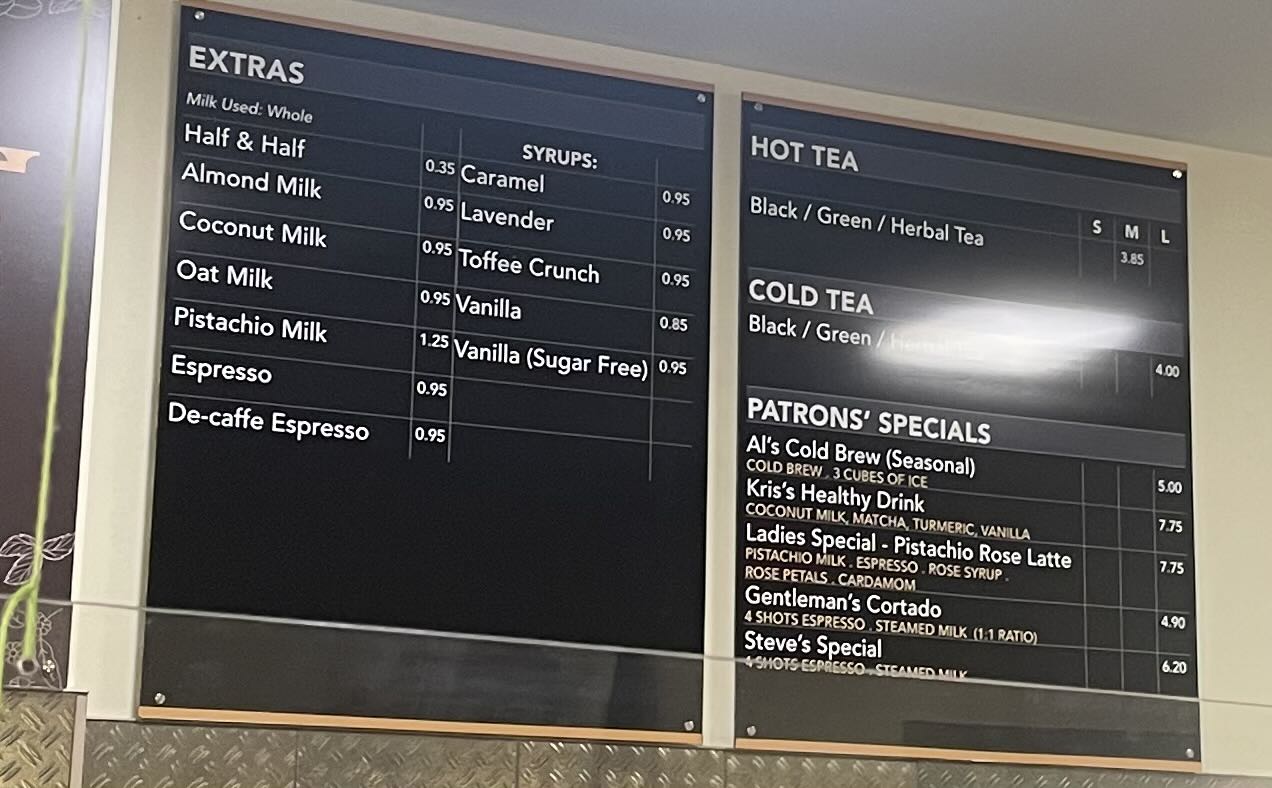 EXTRAS
Milk Used: Whole
Half & Half 0.35
Almond Milk 0.95
Coconut Milk 0.95
Oat Milk 0.95
Pistachio Milk 1.25
Espresso 0.95
De-caffe Espresso 0.95
SYRUPS:
Caramel 0.95
Lavender 0.95
Toffee Crunch 0.95
Vanilla 0.85
Vanilla (Sugar Free) 0.95
HOT TEA
S M L
Black / Green / Herbal Tea 3.85
COLD TEA
Black / Green / 4.00
PATRONS' SPECIALS
Al's Cold Brew (Seasonal) 5.00
COLD BREW . 3 CUBES OF ICE
Kris's Healthy Drink 7.75
COCONUT MILK, MATCHA, TURMERIC, VANILLA
Ladies Special - Pistachio Rose Latte 7.75
PISTACHIO MILK . ESPRESSO . ROSE SYRUP .
ROSE PETALS . CARDAMOM
Gentleman's Cortado 4.90
4 SHOTS ESPRESSO . STEAMED MILK (1:1 RATIO)
Steve's Special 6.20
4 SHOTS ESPRESSO . STEAMED MILK